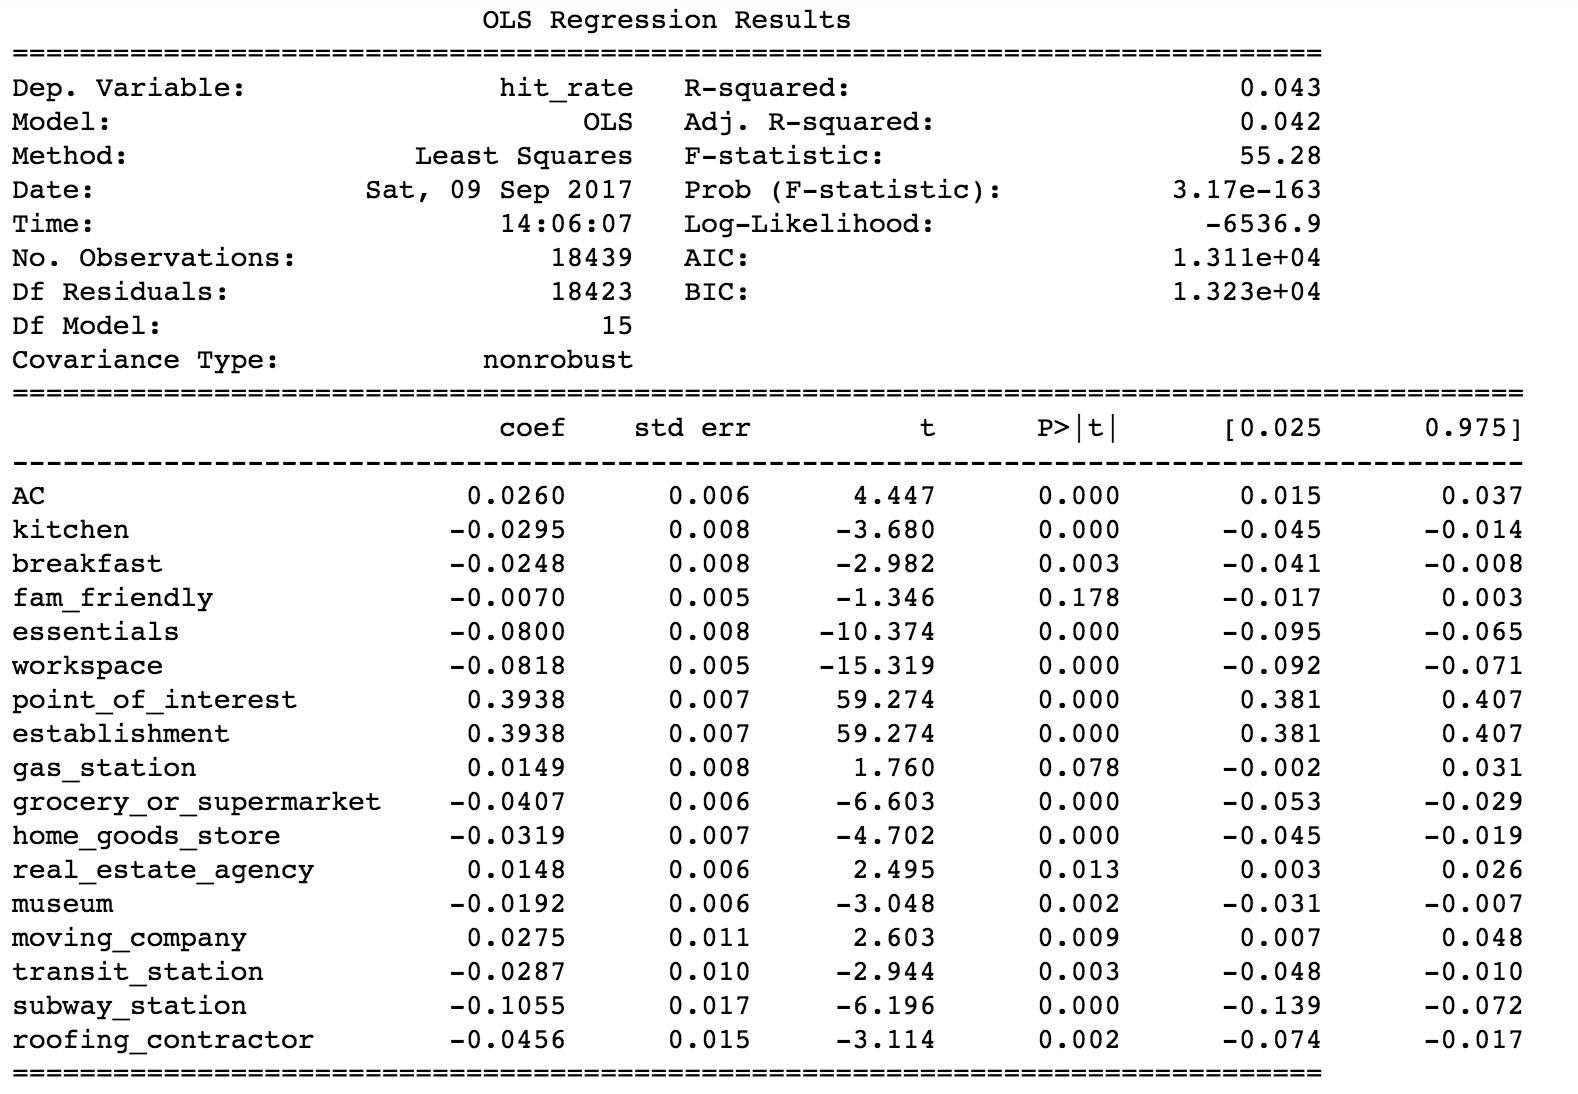 OLS Regression Results
==============================================================================
Dep. Variable: hit_rate R-squared: 0.043
Model: OLS Adj. R-squared: 0.042
Method: Least Squares F-statistic: 55.28
Date: Sat, 09 Sep 2017 Prob (F-statistic): 3.17e-163
Time: 14:06:07 Log-Likelihood: -6536.9
No. Observations: 18439 AIC: 1.311e+04
Df Residuals: 18423 BIC: 1.323e+04
Df Model: 15
Covariance Type: nonrobust
==========================================================================================
coef std err t P>|t| [0.025 0.975]
------------------------------------------------------------------------------------------
AC 0.0260 0.006 4.447 0.000 0.015 0.037
kitchen -0.0295 0.008 -3.680 0.000 -0.045 -0.014
breakfast -0.0248 0.008 -2.982 0.003 -0.041 -0.008
fam_friendly -0.0070 0.005 -1.346 0.178 -0.017 0.003
essentials -0.0800 0.008 -10.374 0.000 -0.095 -0.065
workspace -0.0818 0.005 -15.319 0.000 -0.092 -0.071
point_of_interest 0.3938 0.007 59.274 0.000 0.381 0.407
establishment 0.3938 0.007 59.274 0.000 0.381 0.407
gas_station 0.0149 0.008 1.760 0.078 -0.002 0.031
grocery_or_supermarket -0.0407 0.006 -6.603 0.000 -0.053 -0.029
home_goods_store -0.0319 0.007 -4.702 0.000 -0.045 -0.019
real_estate_agency 0.0148 0.006 2.495 0.013 0.003 0.026
museum -0.0192 0.006 -3.048 0.002 -0.031 -0.007
moving_company 0.0275 0.011 2.603 0.009 0.007 0.048
transit_station -0.0287 0.010 -2.944 0.003 -0.048 -0.010
subway_station -0.1055 0.017 -6.196 0.000 -0.139 -0.072
roofing_contractor -0.0456 0.015 -3.114 0.002 -0.074 -0.017
==============================================================================